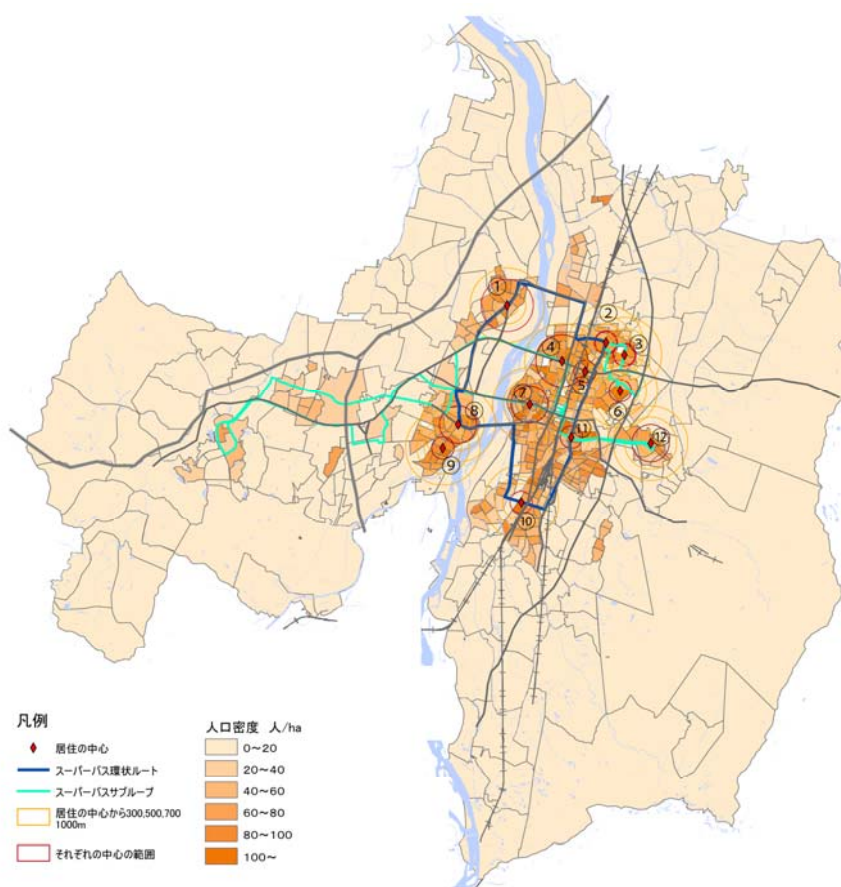 ①
②
③
④
⑤
⑥
⑦
⑧
⑨
⑩
⑪
⑫
凡例
居住の中心
スーパーバス環状ルート
スーパーバスサブループ
居住の中心から300,500,700
1000m
それぞれの中心の範囲
人口密度 人/ha
0～20
20～40
40～60
60～80
80～100
100～